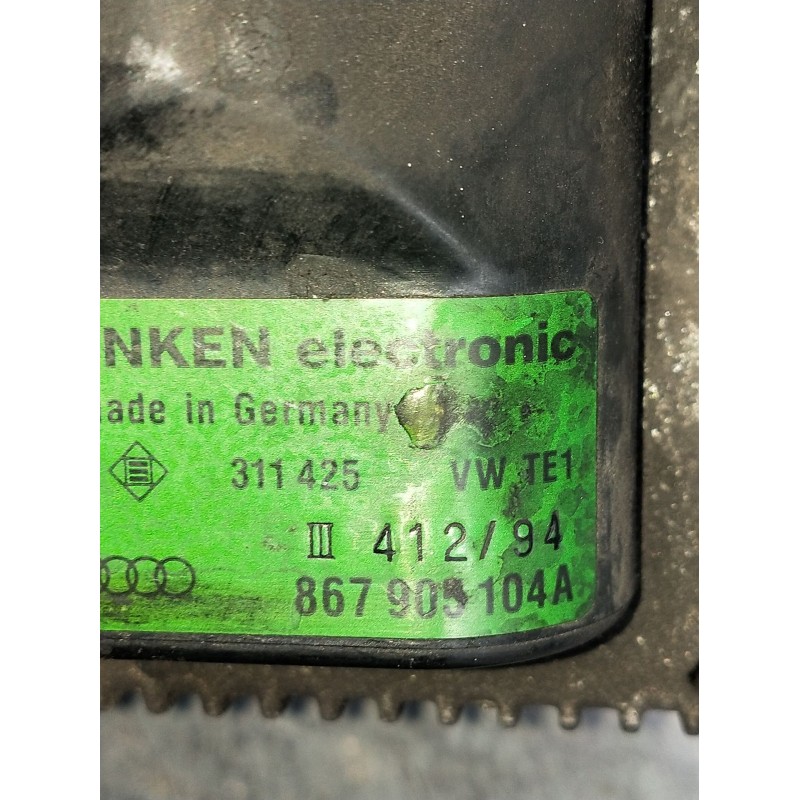 NKEN electronic
ade in Germany
311 425 VW TE1
III 412/94
867 905 104A